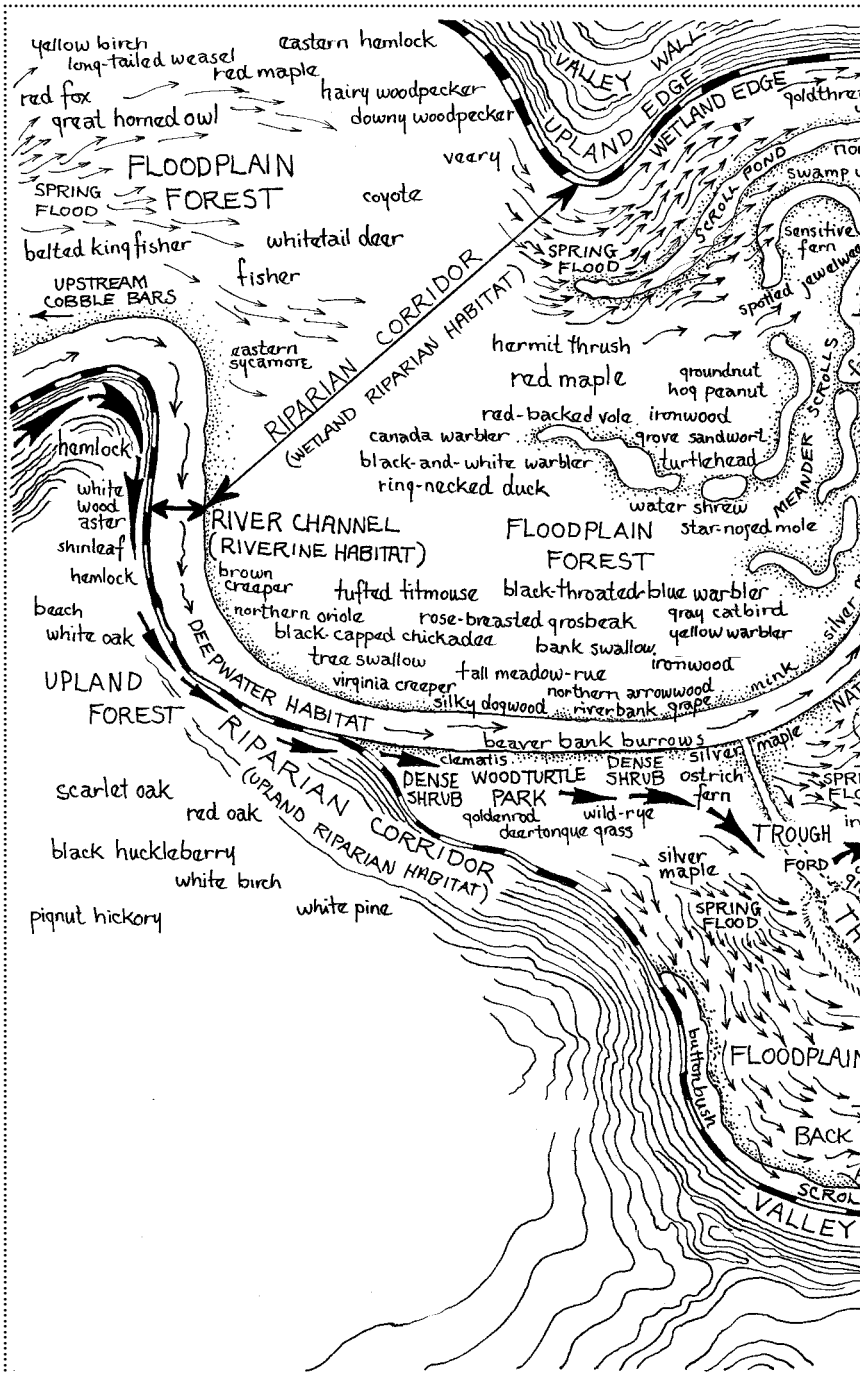 yellow birch
long-tailed weasel
eastern hemlock
red maple
red fox
great horned owl
hairy woodpecker
downy woodpecker
veery
FLOODPLAIN
FOREST
SPRING
FLOOD
coyote
belted kingfisher
whitetail deer
fisher
UPSTREAM
COBBLE BARS
eastern
sycamore
VALLEY WALL
UPLAND EDGE
WETLAND EDGE
SCROLL POND
swamp
sensitive
fern
SPRING
FLOOD
spotted jewelwee
RIPARIAN CORRIDOR
(WETLAND RIPARIAN HABITAT)
hermit thrush
red maple
groundnut
hog peanut
red-backed vole
ironwood
canada warbler
grove sandwort
black-and-white warbler
turtlehead
ring-necked duck
MEANDER SCROLLS
water shrew
star-nosed mole
hemlock
white
wood
aster
shinleaf
hemlock
beech
white oak
UPLAND
FOREST
RIVER CHANNEL
(RIVERINE HABITAT)
FLOODPLAIN
FOREST
brown
creeper
tufted titmouse
black-throated-blue warbler
northern oriole
rose-breasted grosbeak
gray catbird
black-capped chickadee
bank swallow
yellow warbler
tree swallow
tall meadow-rue
ironwood
virginia creeper
northern arrowwood
silky dogwood
riverbank grape
mink
silver
DEEPWATER HABITAT
beaver bank burrows
silver maple
NAT
clematis
DENSE
SHRUB
WOODTURTLE
PARK
DENSE
SHRUB
ostrich
fern
goldenrod
wild-rye
deertongue grass
SPRI
FLO
TROUGH
FORD
RIPARIAN CORRIDOR
(UPLAND RIPARIAN HABITAT)
scarlet oak
red oak
black huckleberry
white birch
pignut hickory
white pine
silver
maple
SPRING
FLOOD
TH
FLOODPLAIN
buttonbush
BACK
SCROL
VALLEY